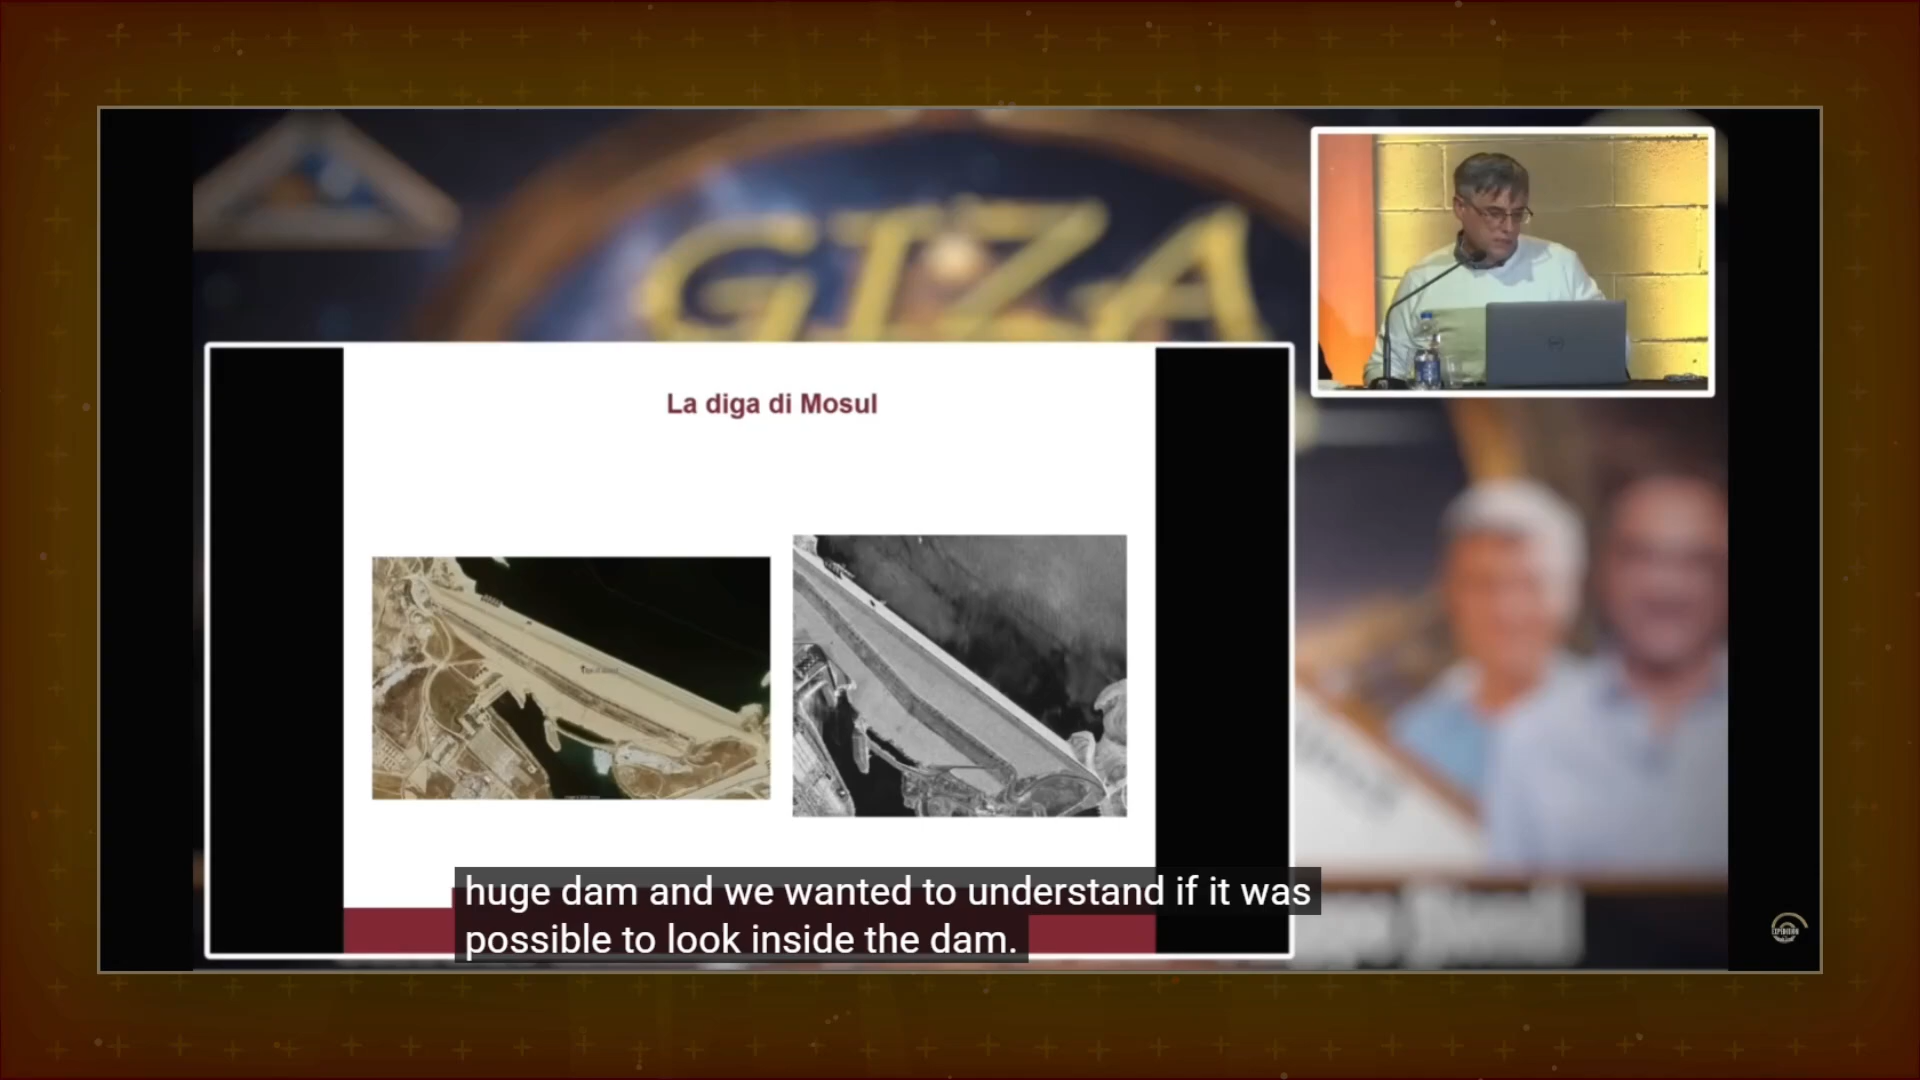 GIZA
La diga di Mosul
huge dam and we wanted to understand if it was
possible to look inside the dam.